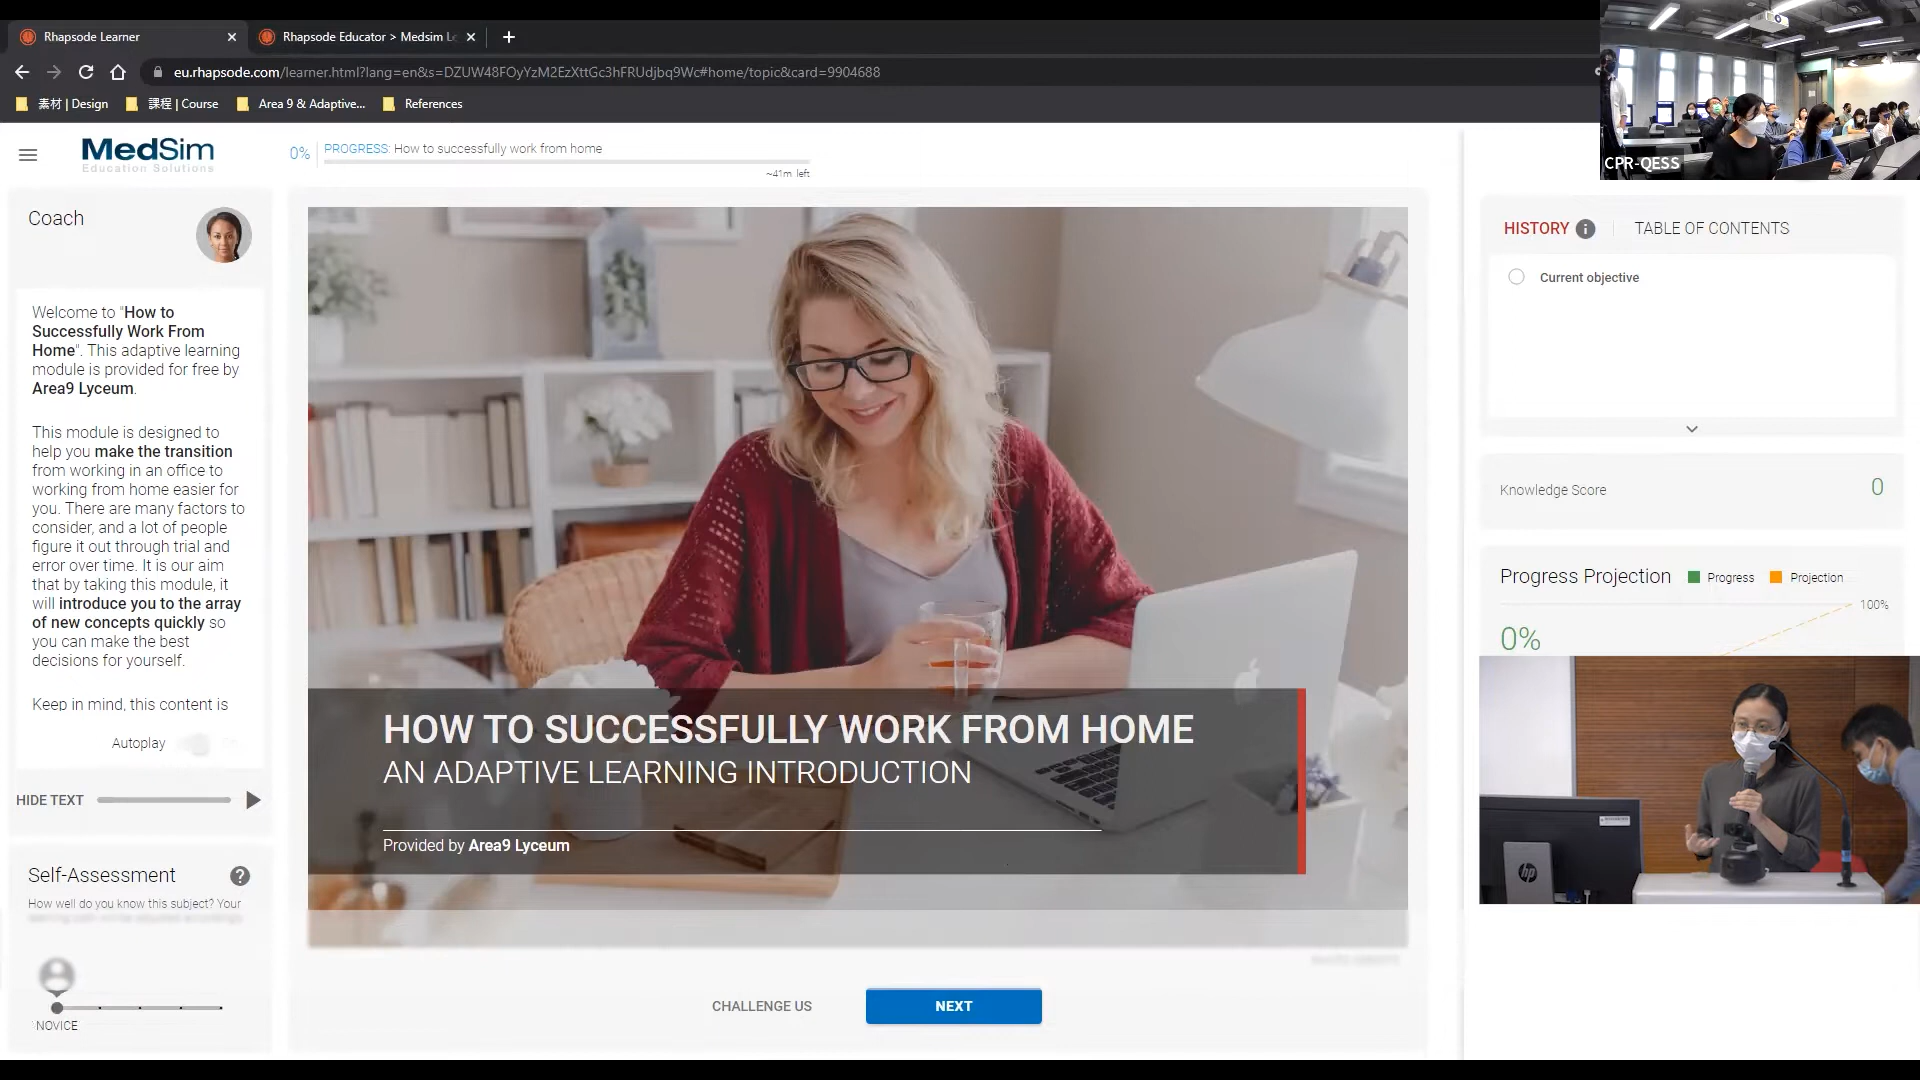 Rhapsode Learner
Rhapsode Educator > Medsim Le
eu.rhapsode.com/learner.html?lang=en&s=DZUW48FOyYzM2EzXttGc3hFRUdjbq9Wc#home/topic&card=9904688
素材 | Design
課程 | Course
Area 9 & Adaptive...
References
CPR-QESS
MedSim
Education Solutions
0%
PROGRESS: How to successfully work from home
~41m left
Coach
Welcome to "How to
Successfully Work From
Home". This adaptive learning
module is provided for free by
Area9 Lyceum.
This module is designed to
help you make the transition
from working in an office to
working from home easier for
you. There are many factors to
consider, and a lot of people
figure it out through trial and
error over time. It is our aim
that by taking this module, it
will introduce you to the array
of new concepts quickly so
you can make the best
decisions for yourself.
Keep in mind, this content is
Autoplay
HIDE TEXT
Self-Assessment
How well do you know this subject? Your
NOVICE
HOW TO SUCCESSFULLY WORK FROM HOME
AN ADAPTIVE LEARNING INTRODUCTION
Provided by Area9 Lyceum
CHALLENGE US
NEXT
HISTORY
TABLE OF CONTENTS
Current objective
Knowledge Score
0
Progress Projection
Progress
Projection
100%
0%
hp